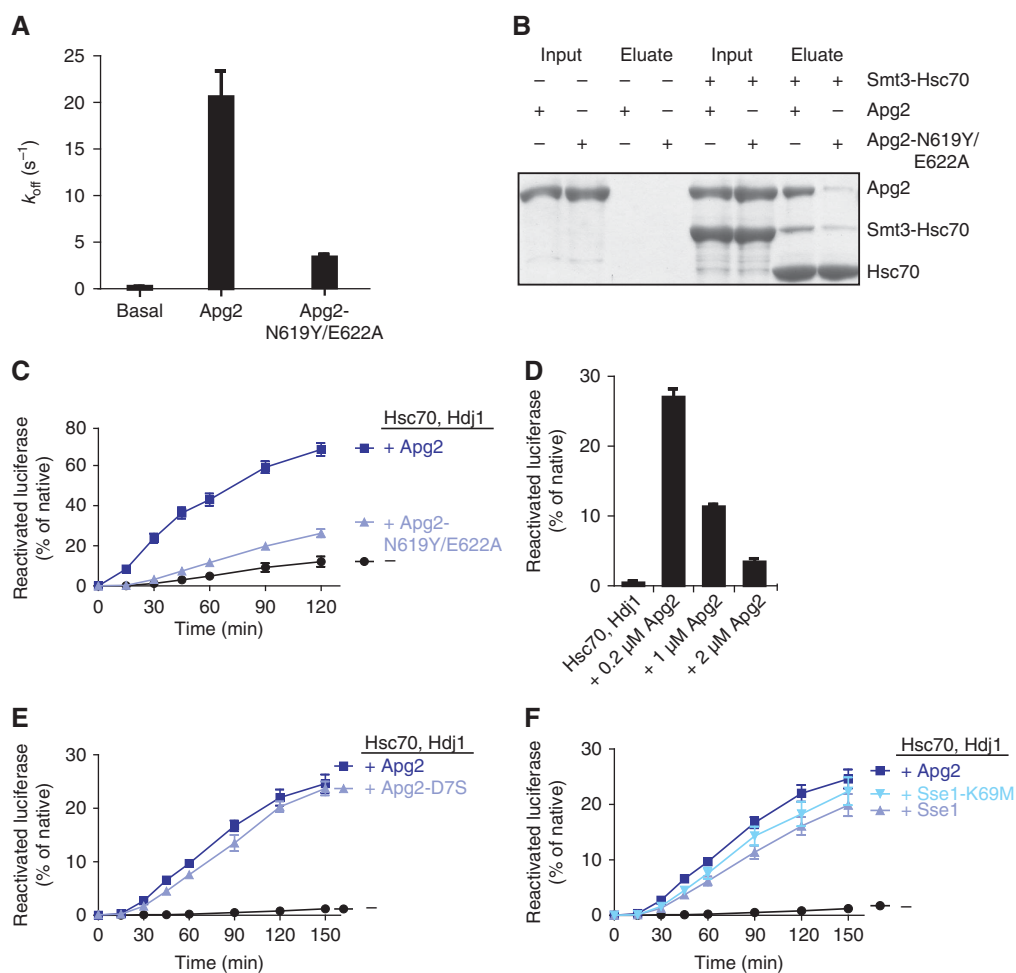 A
25
20
15
10
5
0
k_off (s⁻¹)
Basal
Apg2
Apg2-
N619Y/E622A
B
Input Eluate Input Eluate
– – – – + + + + Smt3-Hsc70
+ – + – + – + – Apg2
– + – + – + – + Apg2-N619Y/
E622A
Apg2
Smt3-Hsc70
Hsc70
C
Reactivated luciferase
(% of native)
80
60
40
20
0
0 30 60 90 120
Time (min)
Hsc70, Hdj1
+ Apg2
+ Apg2-
N619Y/E622A
–
D
Reactivated luciferase
(% of native)
30
20
10
0
Hsc70, Hdj1
+ 0.2 µM Apg2
+ 1 µM Apg2
+ 2 µM Apg2
E
Reactivated luciferase
(% of native)
30
20
10
0
0 30 60 90 120 150
Time (min)
Hsc70, Hdj1
+ Apg2
+ Apg2-D7S
–
F
Reactivated luciferase
(% of native)
30
20
10
0
0 30 60 90 120 150
Time (min)
Hsc70, Hdj1
+ Apg2
+ Sse1-K69M
+ Sse1
–